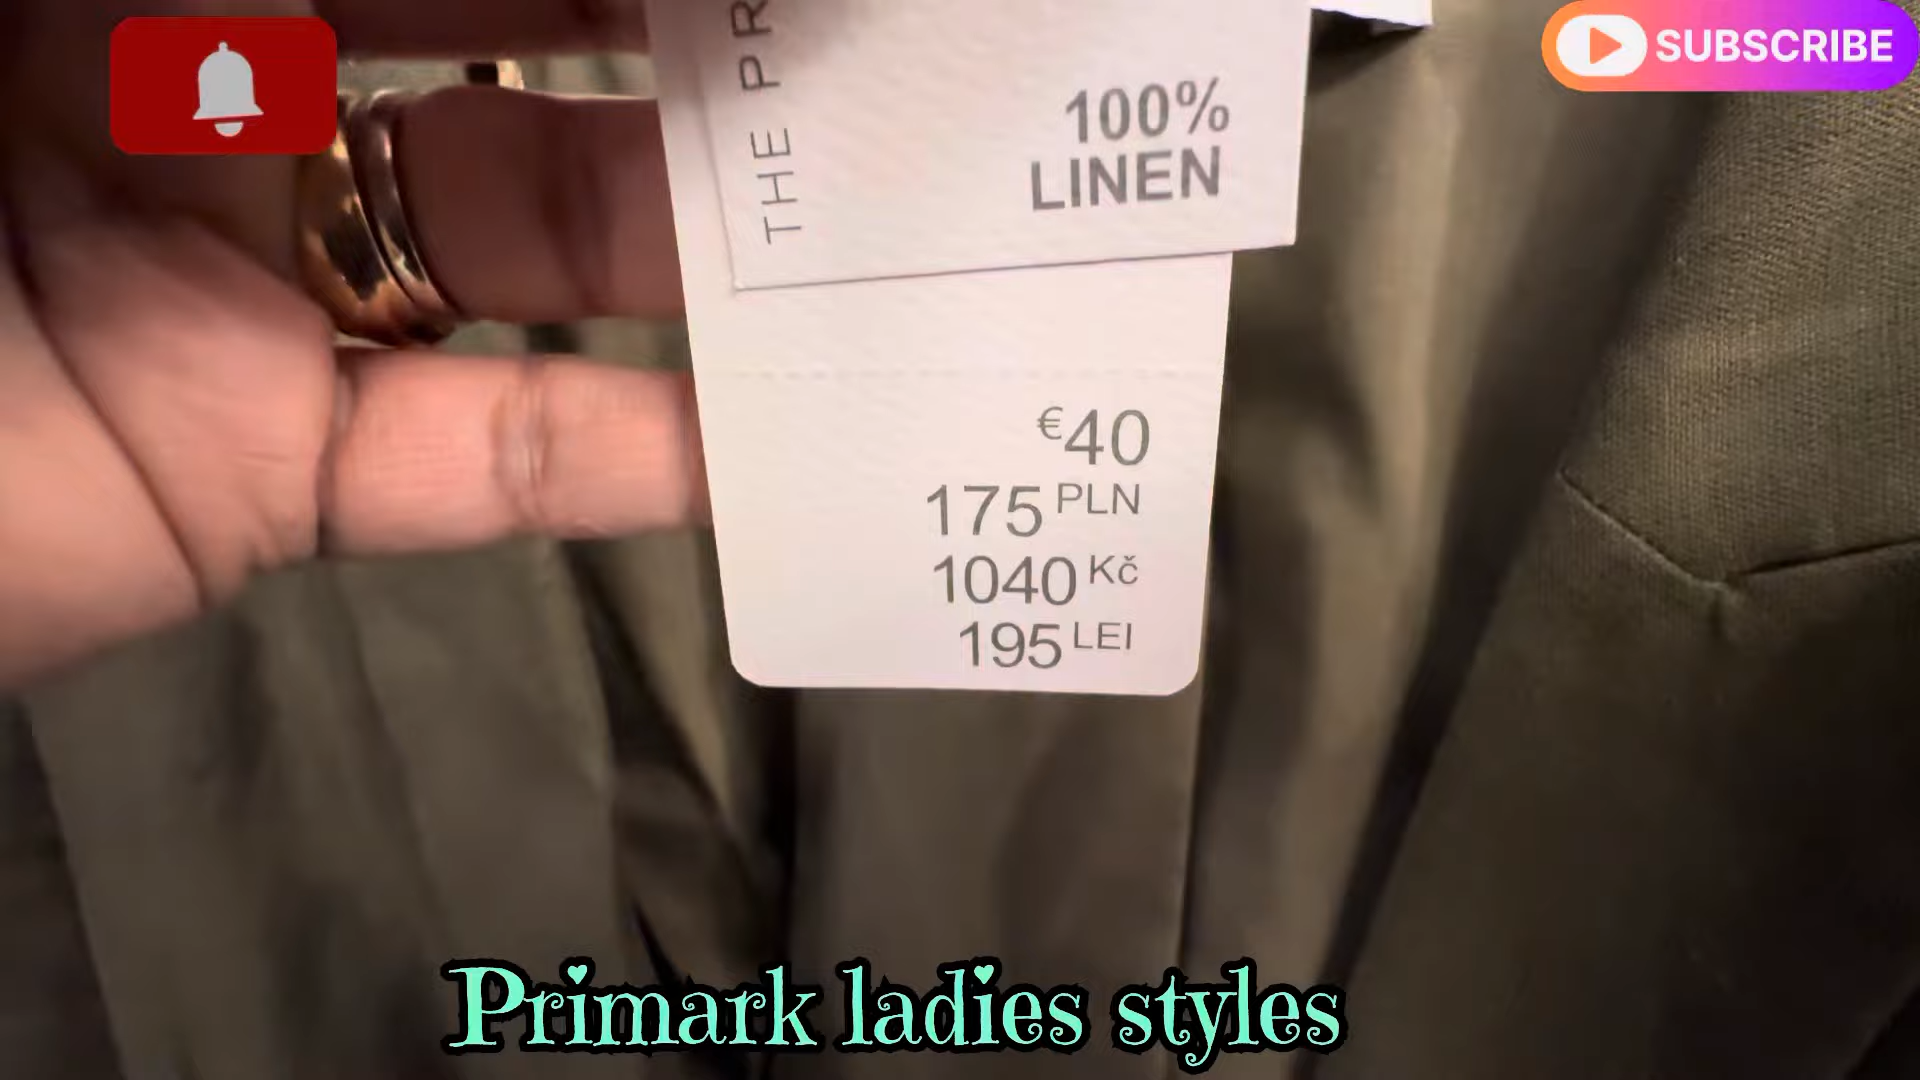 SUBSCRIBE
THE PR
100%
LINEN
€40
175 PLN
1040 Kč
195 LEI
Primark ladies styles